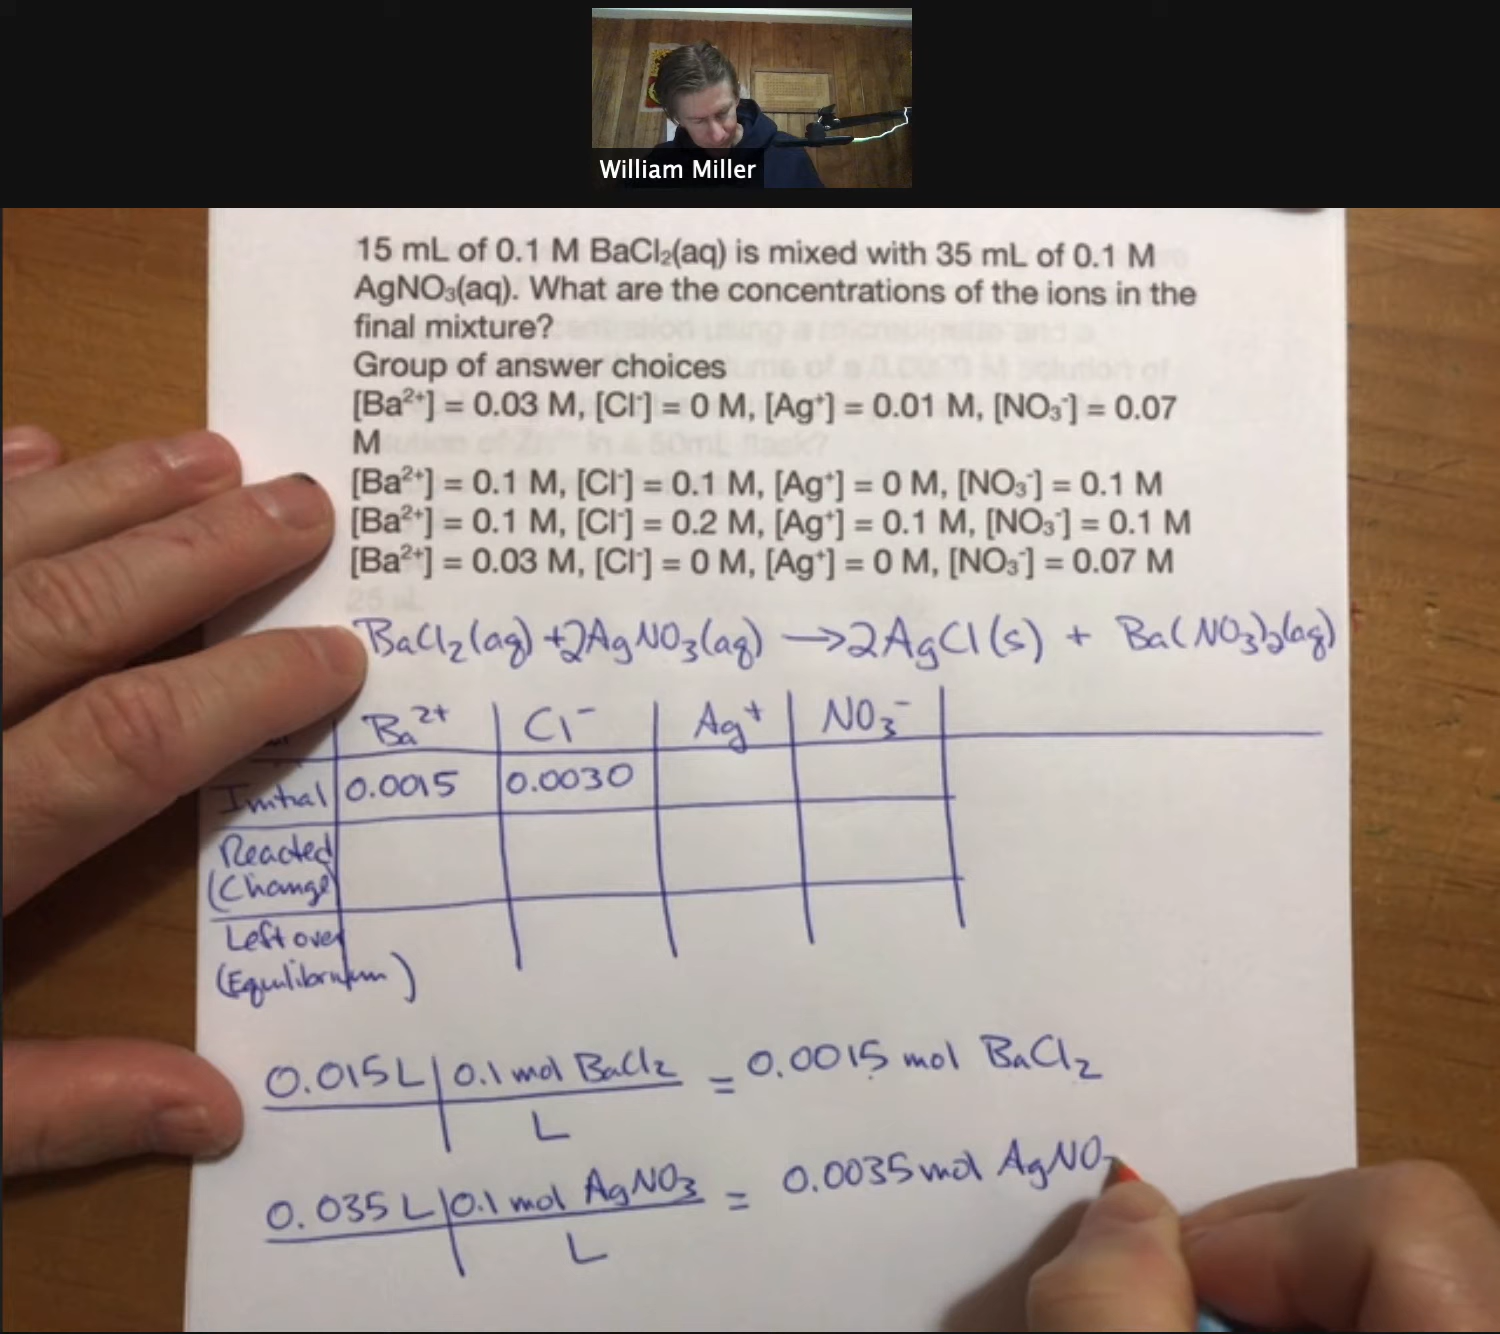 William Miller
15 mL of 0.1 M BaCl₂(aq) is mixed with 35 mL of 0.1 M
AgNO₃(aq). What are the concentrations of the ions in the
final mixture?
Group of answer choices
[Ba²⁺] = 0.03 M, [Cl⁻] = 0 M, [Ag⁺] = 0.01 M, [NO₃⁻] = 0.07
M
[Ba²⁺] = 0.1 M, [Cl⁻] = 0.1 M, [Ag⁺] = 0 M, [NO₃⁻] = 0.1 M
[Ba²⁺] = 0.1 M, [Cl⁻] = 0.2 M, [Ag⁺] = 0.1 M, [NO₃⁻] = 0.1 M
[Ba²⁺] = 0.03 M, [Cl⁻] = 0 M, [Ag⁺] = 0 M, [NO₃⁻] = 0.07 M
BaCl₂(aq) + 2AgNO₃(aq) → 2AgCl(s) + Ba(NO₃)₂(aq)
Ba²⁺ Cl⁻ Ag⁺ NO₃⁻
Initial 0.0015 0.0030
Reacted
(Change)
Left over
(Equilibrium)
0.015 L | 0.1 mol BaCl₂ = 0.0015 mol BaCl₂
L
0.035 L | 0.1 mol AgNO₃ = 0.0035 mol AgNO
L